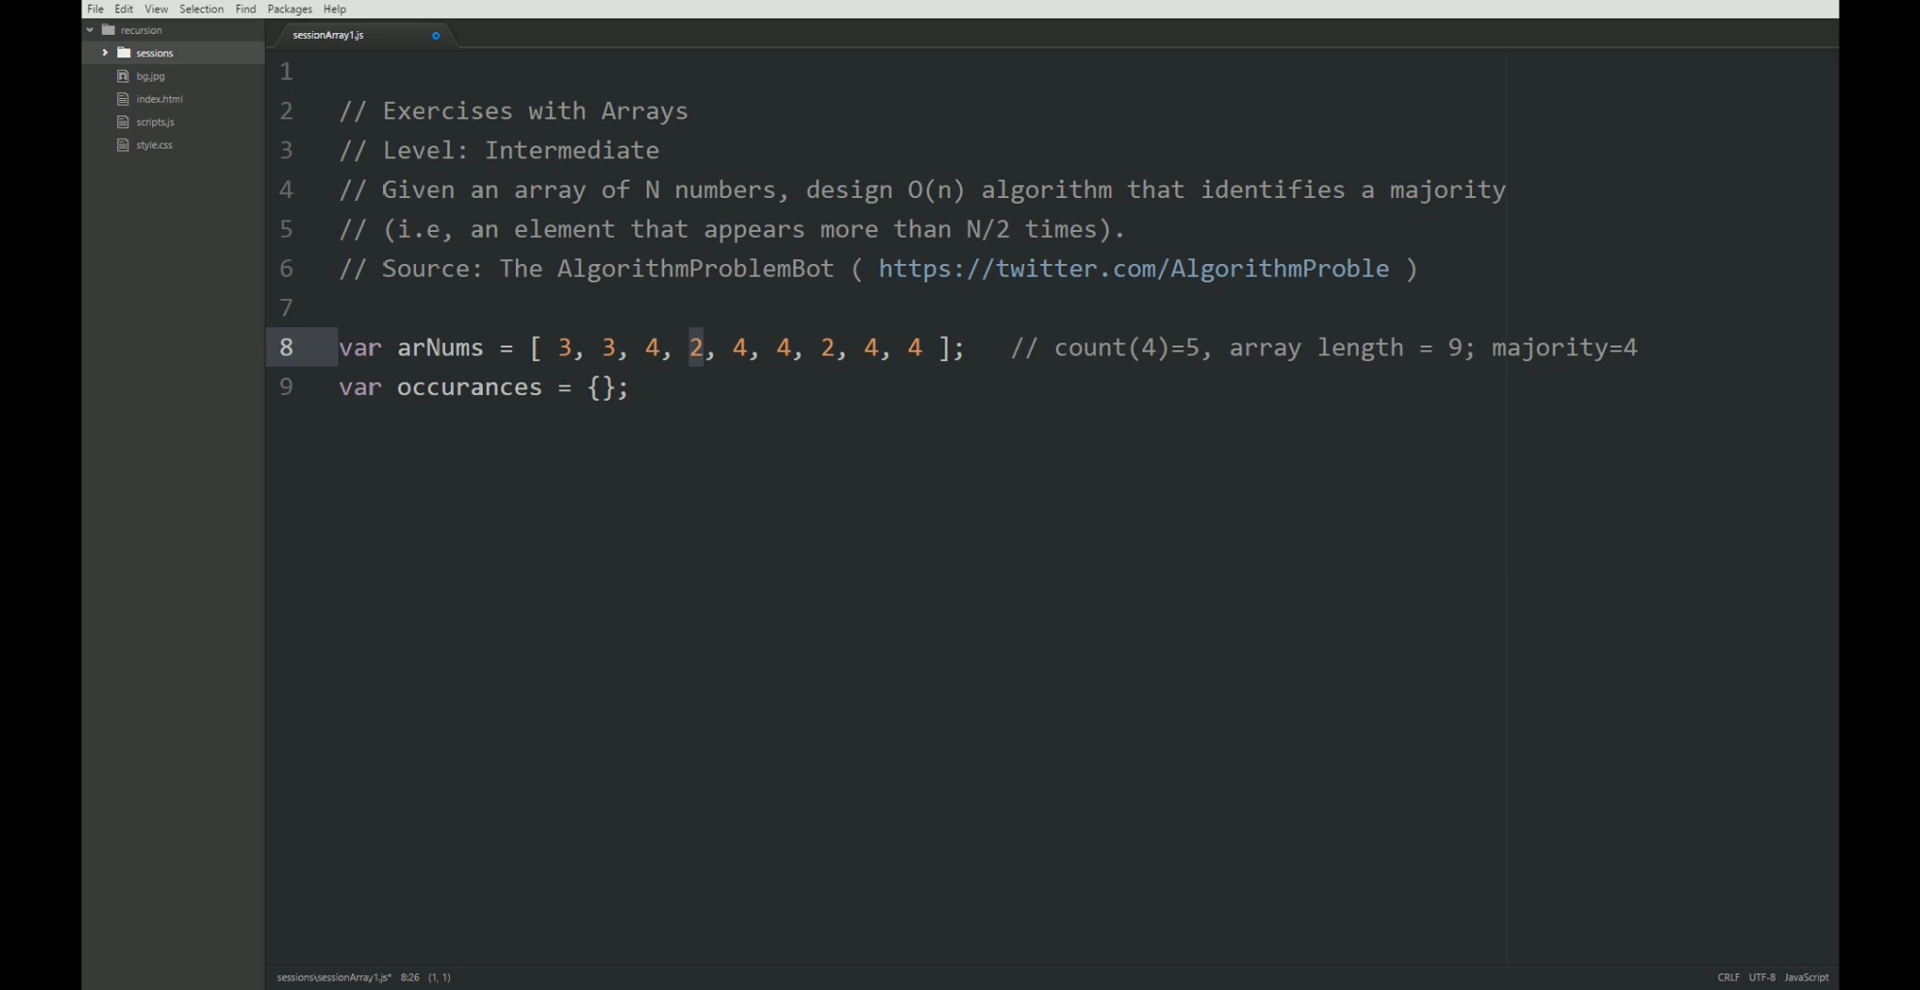 File Edit View Selection Find Packages Help
recursion
sessions
bg.jpg
index.html
scripts.js
style.css
sessionArray1.js
1
2 // Exercises with Arrays
3 // Level: Intermediate
4 // Given an array of N numbers, design O(n) algorithm that identifies a majority
5 // (i.e, an element that appears more than N/2 times).
6 // Source: The AlgorithmProblemBot ( https://twitter.com/AlgorithmProble )
7
8 var arNums = [ 3, 3, 4, 2, 4, 4, 2, 4, 4 ]; // count(4)=5, array length = 9; majority=4
9 var occurances = {};
sessions\sessionArray1.js* 8:26 (1, 1) CRLF UTF-8 JavaScript